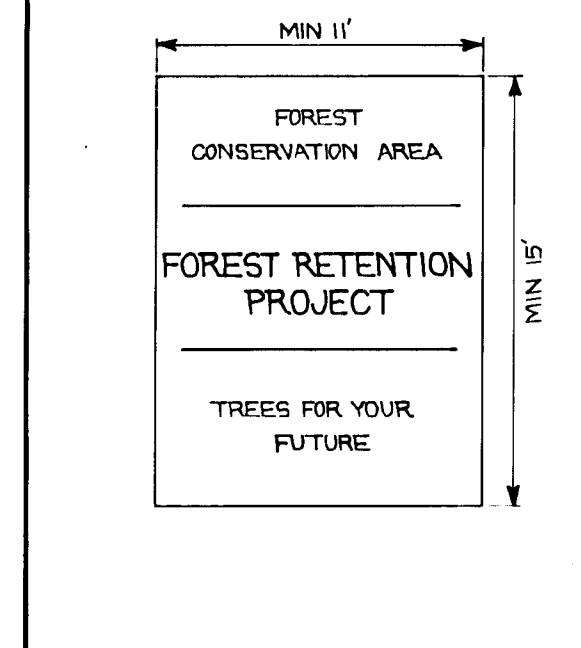 MIN 11'
FOREST
CONSERVATION AREA
FOREST RETENTION
PROJECT
MIN 15'
TREES FOR YOUR
FUTURE